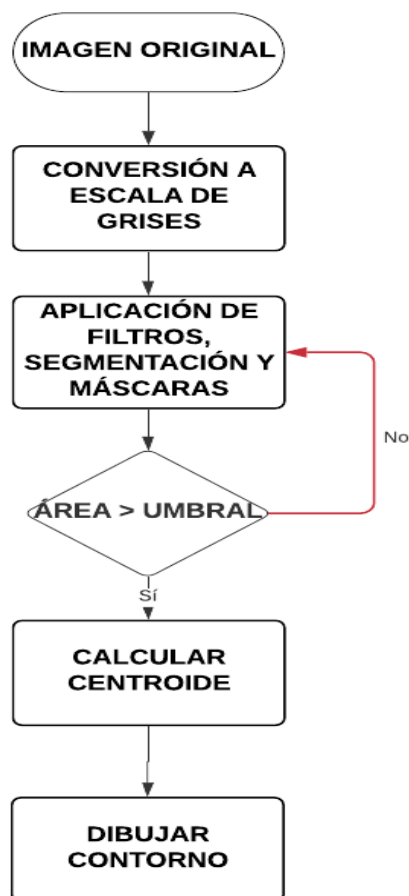 IMAGEN ORIGINAL
CONVERSIÓN A
ESCALA DE
GRISES
APLICACIÓN DE
FILTROS,
SEGMENTACIÓN Y
MÁSCARAS
No
ÁREA > UMBRAL
Sí
CALCULAR
CENTROIDE
DIBUJAR
CONTORNO